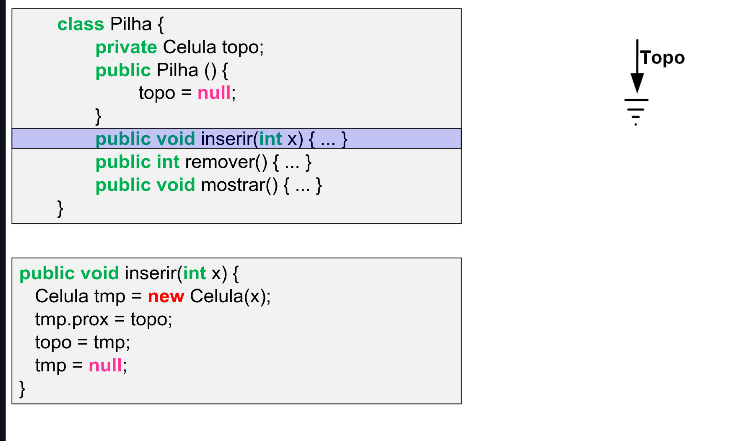 class Pilha {
private Celula topo;
public Pilha () {
topo = null;
}
public void inserir(int x) { ... }
public int remover() { ... }
public void mostrar() { ... }
}
Topo
public void inserir(int x) {
Celula tmp = new Celula(x);
tmp.prox = topo;
topo = tmp;
tmp = null;
}